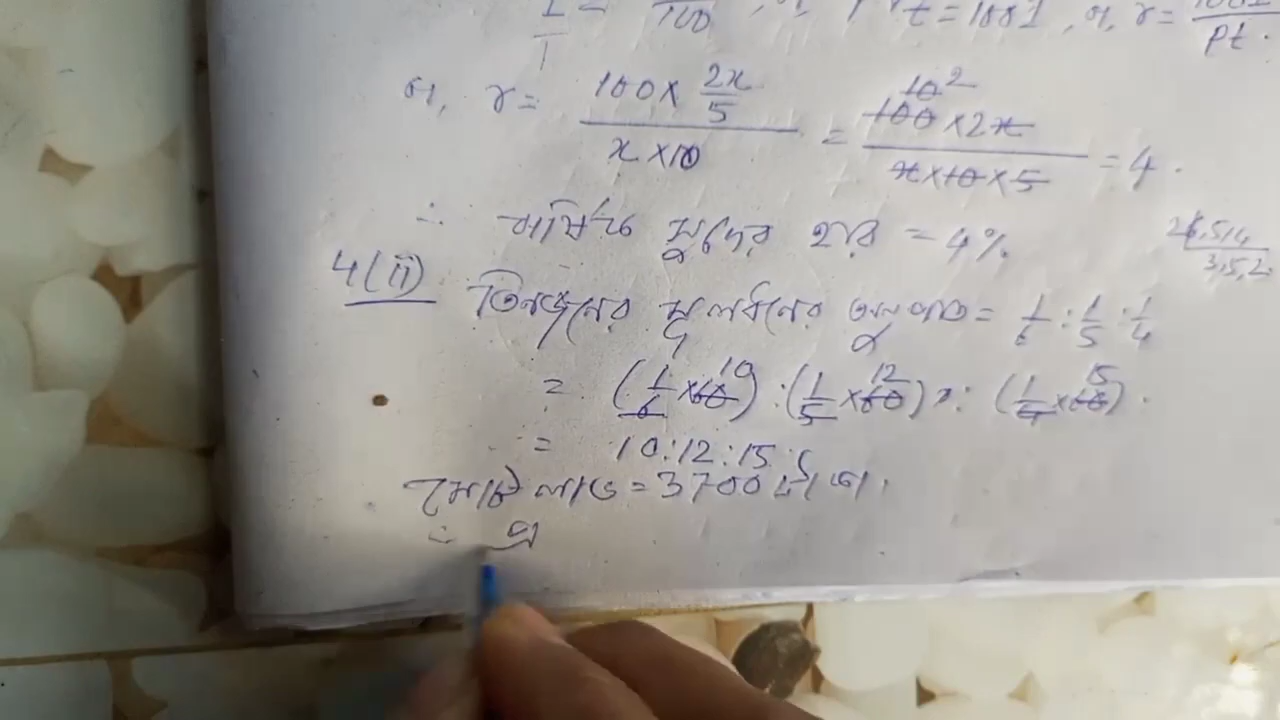 বা, r = (100 × 2x/5)/(x × 10) = (100 × 2x)/(x × 10 × 5) = 4.
∴ বার্ষিক সুদের হার = 4%.
4(ii) তিনজনের মূলধনের অনুপাত = 1/6 : 1/5 : 1/4
= (1/6 × 60) : (1/5 × 60) : (1/4 × 60).
= 10 : 12 : 15
মোট লাভ = 3700 টাকা.
∴ প্র